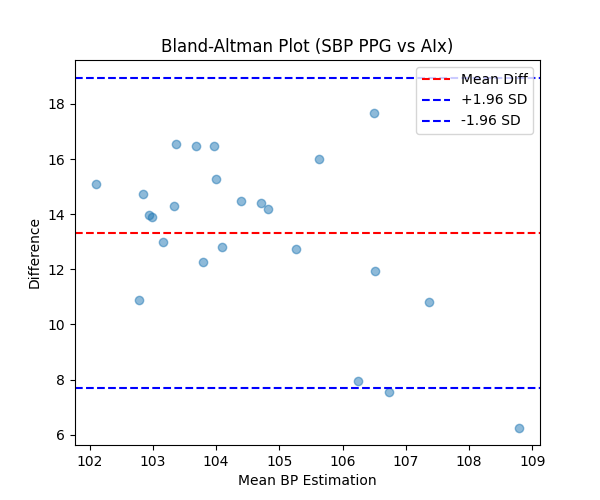 Bland-Altman Plot (SBP PPG vs AIx)
Mean Diff
+1.96 SD
-1.96 SD
Difference
18
16
14
12
10
8
6
102 103 104 105 106 107 108 109
Mean BP Estimation